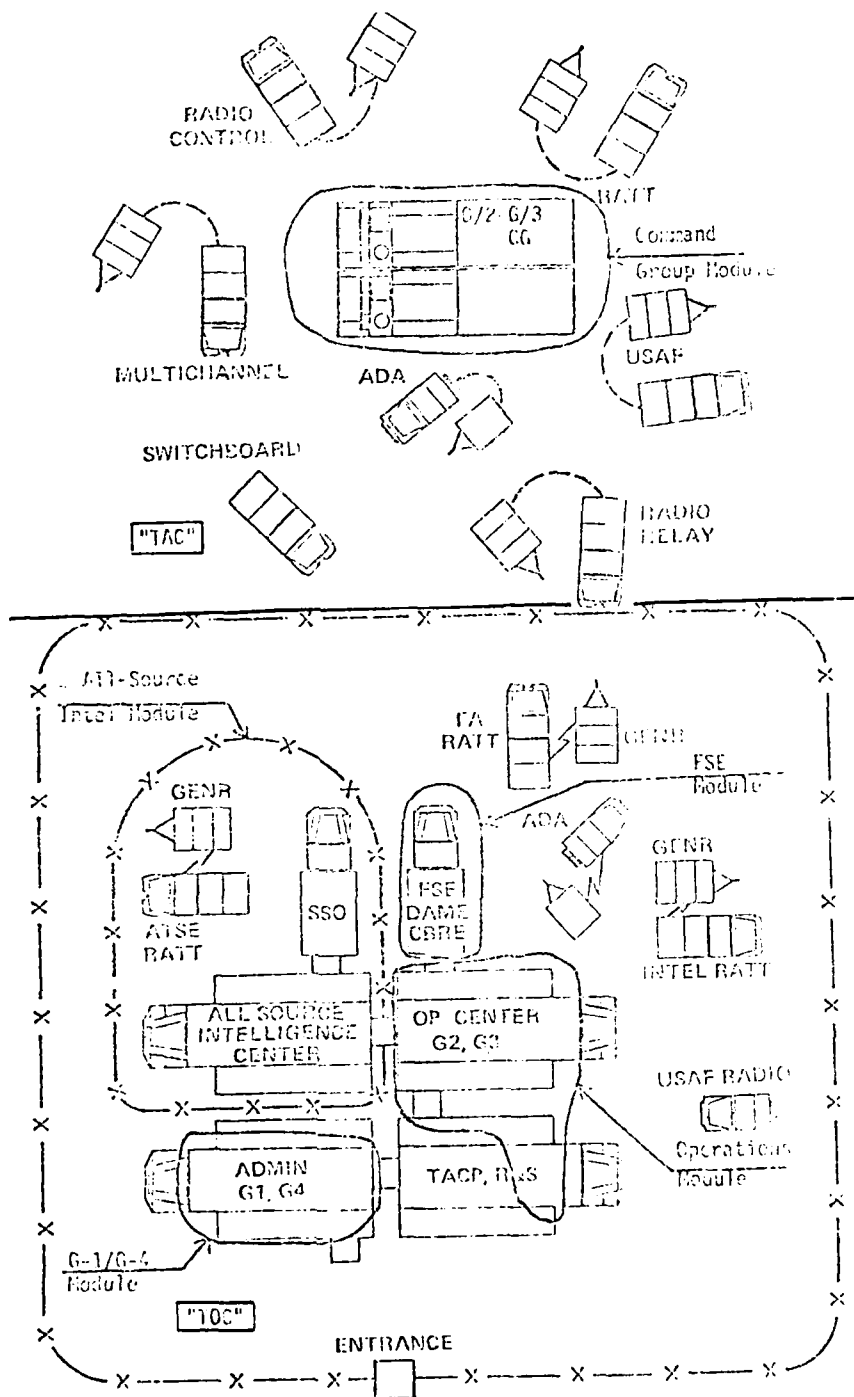 RADIO
CONTROL
BATT
G/2 G/3
CG
Command
Group Module
MULTICHANNEL
ADA
USAF
SWITCHBOARD
"TAC"
RADIO
RELAY
All-Source
Intel Module
FA
RATT
GENR
FSE
Module
GENR
ADA
GENR
SSO
FSE
DAME
CBRE
ATSE
RATT
INTEL RATT
ALL SOURCE
INTELLIGENCE
CENTER
OP CENTER
G2, G3
USAF RADIO
Operations
Module
ADMIN
G1, G4
TACP, R&S
G-1/G-4
Module
"TOC"
ENTRANCE